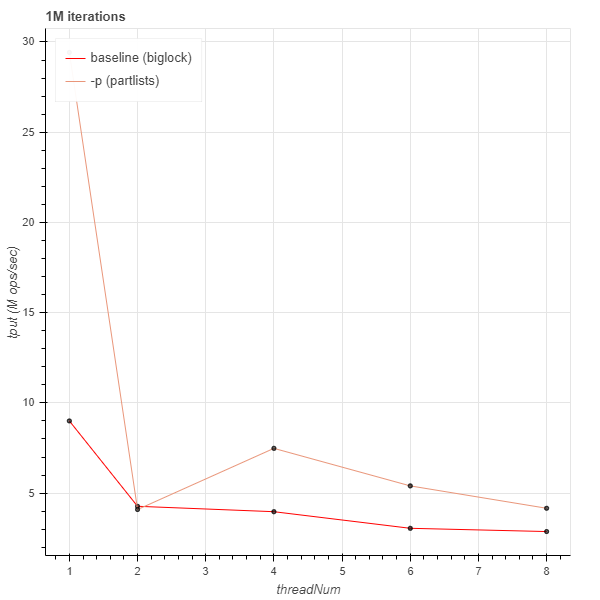 1M iterations
baseline (biglock)
-p (partlists)
30
25
20
15
10
5
tput (M ops/sec)
1 2 3 4 5 6 7 8
threadNum